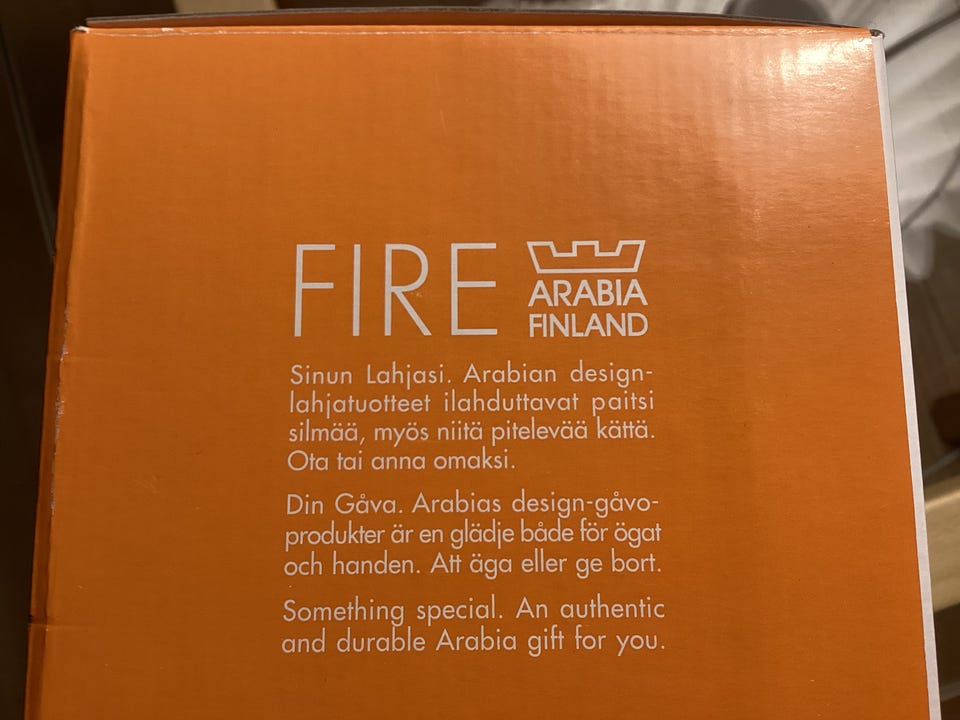 FIRE
ARABIA
FINLAND
Sinun Lahjasi. Arabian design-
lahjatuotteet ilahduttavat paitsi
silmää, myös niitä pitelevää kättä.
Ota tai anna omaksi.
Din Gåva. Arabias design-gåvo-
produkter är en glädje både för ögat
och handen. Att äga eller ge bort.
Something special. An authentic
and durable Arabia gift for you.